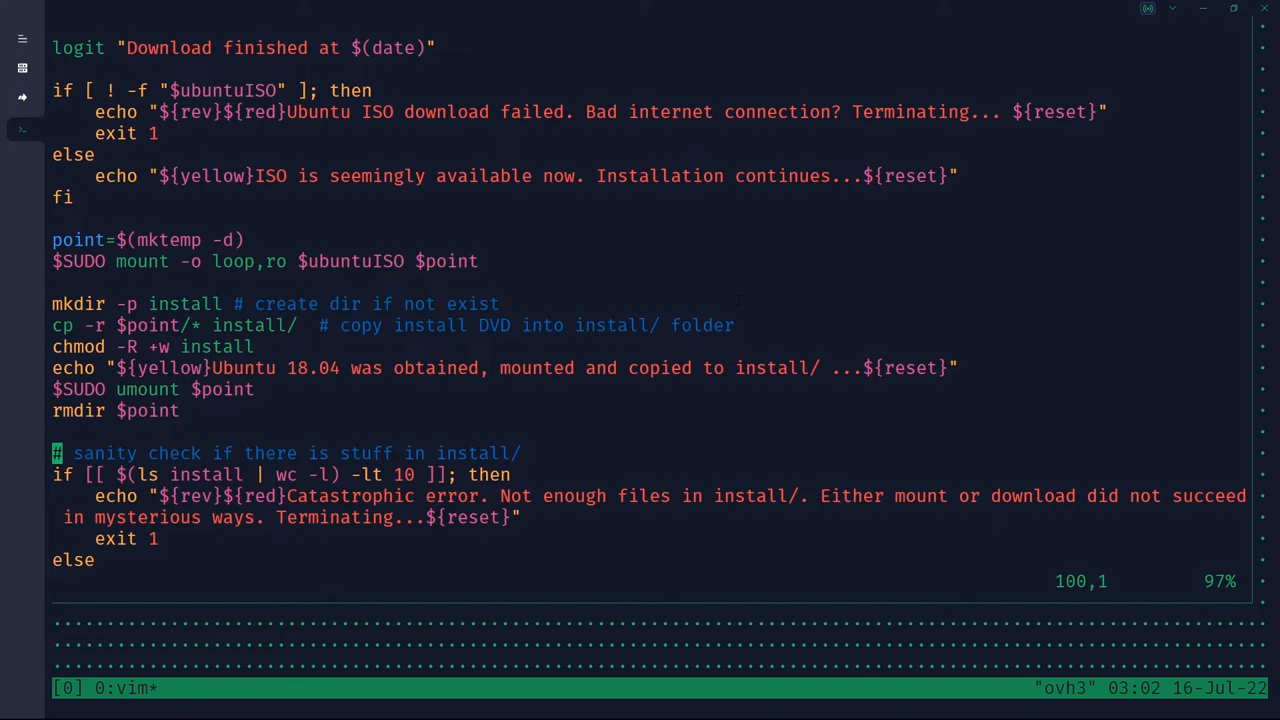 logit "Download finished at $(date)"
if [ ! -f "$ubuntuISO" ]; then
    echo "${rev}${red}Ubuntu ISO download failed. Bad internet connection? Terminating... ${reset}"
    exit 1
else
    echo "${yellow}ISO is seemingly available now. Installation continues...${reset}"
fi
point=$(mktemp -d)
$SUDO mount -o loop,ro $ubuntuISO $point
mkdir -p install # create dir if not exist
cp -r $point/* install/  # copy install DVD into install/ folder
chmod -R +w install
echo "${yellow}Ubuntu 18.04 was obtained, mounted and copied to install/ ...${reset}"
$SUDO umount $point
rmdir $point
# sanity check if there is stuff in install/
if [[ $(ls install | wc -l) -lt 10 ]]; then
    echo "${rev}${red}Catastrophic error. Not enough files in install/. Either mount or download did not succeed
 in mysterious ways. Terminating...${reset}"
    exit 1
else
100,1         97%
[0] 0:vim* "ovh3" 03:02 16-Jul-22